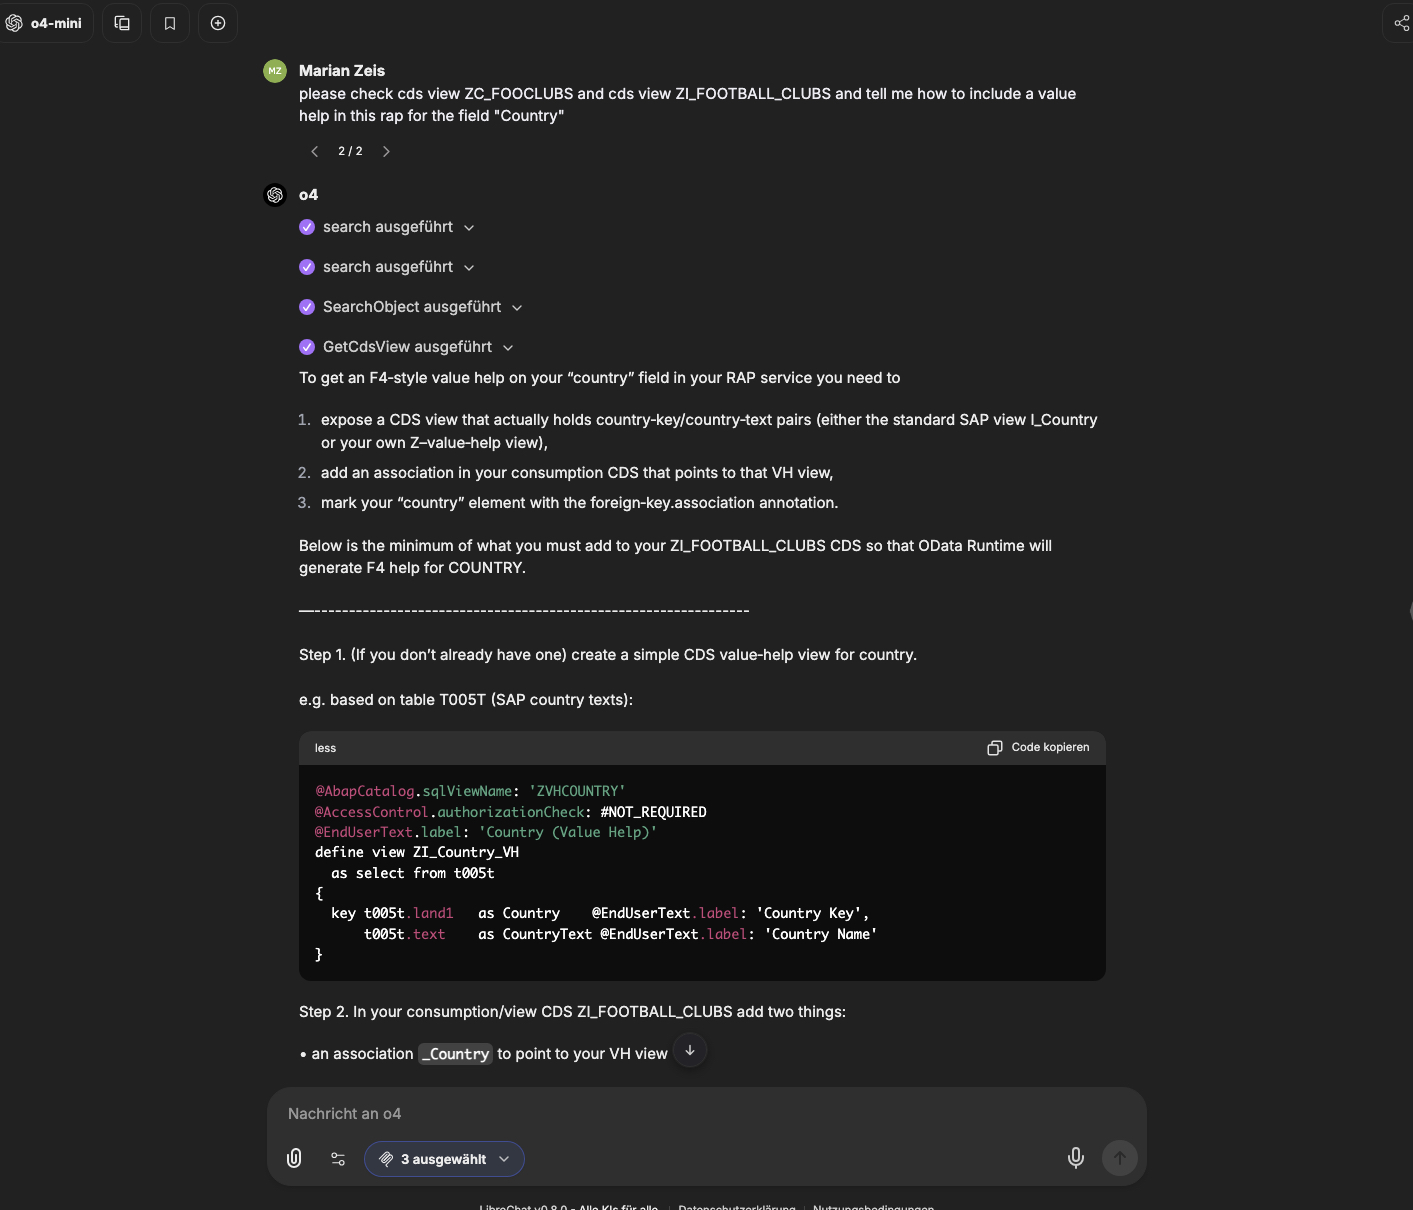 o4-mini
MZ
Marian Zeis
please check cds view ZC_FOOCLUBS and cds view ZI_FOOTBALL_CLUBS and tell me how to include a value
help in this rap for the field "Country"
2 / 2
o4
search ausgeführt
search ausgeführt
SearchObject ausgeführt
GetCdsView ausgeführt
To get an F4-style value help on your “country” field in your RAP service you need to
1. expose a CDS view that actually holds country-key/country-text pairs (either the standard SAP view I_Country
or your own Z–value-help view),
2. add an association in your consumption CDS that points to that VH view,
3. mark your “country” element with the foreign-key.association annotation.
Below is the minimum of what you must add to your ZI_FOOTBALL_CLUBS CDS so that OData Runtime will
generate F4 help for COUNTRY.
—---------------------------------------------------------------
Step 1. (If you don’t already have one) create a simple CDS value-help view for country.
e.g. based on table T005T (SAP country texts):
less
Code kopieren
@AbapCatalog.sqlViewName: 'ZVHCOUNTRY'
@AccessControl.authorizationCheck: #NOT_REQUIRED
@EndUserText.label: 'Country (Value Help)'
define view ZI_Country_VH
  as select from t005t
{
  key t005t.land1   as Country    @EndUserText.label: 'Country Key',
      t005t.text    as CountryText @EndUserText.label: 'Country Name'
}
Step 2. In your consumption/view CDS ZI_FOOTBALL_CLUBS add two things:
• an association _Country to point to your VH view
Nachricht an o4
3 ausgewählt
LibreChat v0.8.0 - Alle KIs für alle. | Datenschutzerklärung | Nutzungsbedingungen